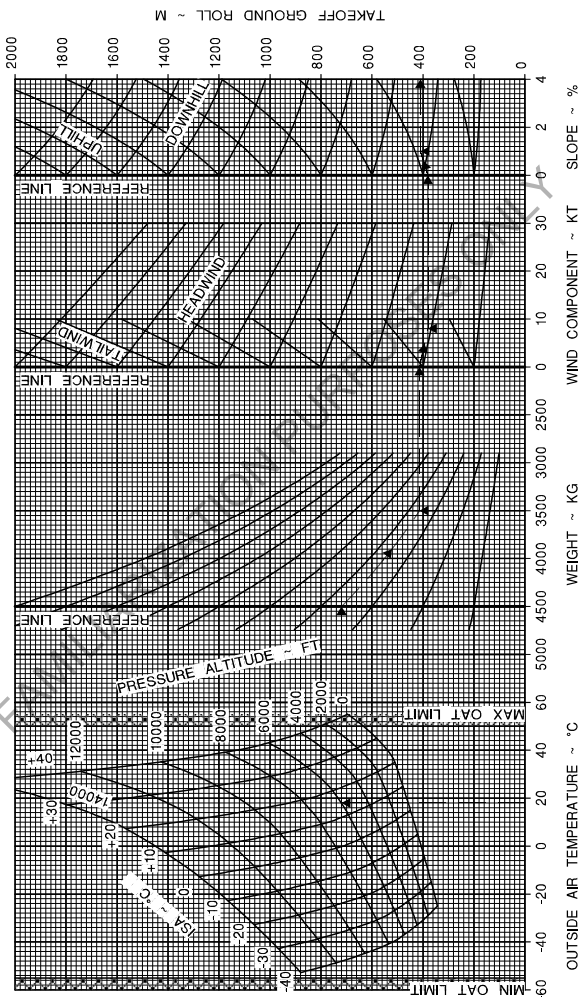 TAKEOFF GROUND ROLL ~ M
2000
1800
1600
1400
1200
1000
800
600
400
200
0
UPHILL
DOWNHILL
REFERENCE LINE
4
2
0
SLOPE ~ %
TAILWIND
HEADWIND
REFERENCE LINE
30
20
10
0
WIND COMPONENT ~ KT
REFERENCE LINE
2500
3000
3500
4000
4500
5000
WEIGHT ~ KG
PRESSURE ALTITUDE ~ FT
14000
12000
10000
8000
6000
4000
2000
0
ISA ~ °C
+40
+30
+20
+10
0
-10
-20
-30
-40
MAX OAT LIMIT
MIN OAT LIMIT
60
40
20
0
-20
-40
-60
OUTSIDE AIR TEMPERATURE ~ °C
FAMILIARIZATION PURPOSES ONLY